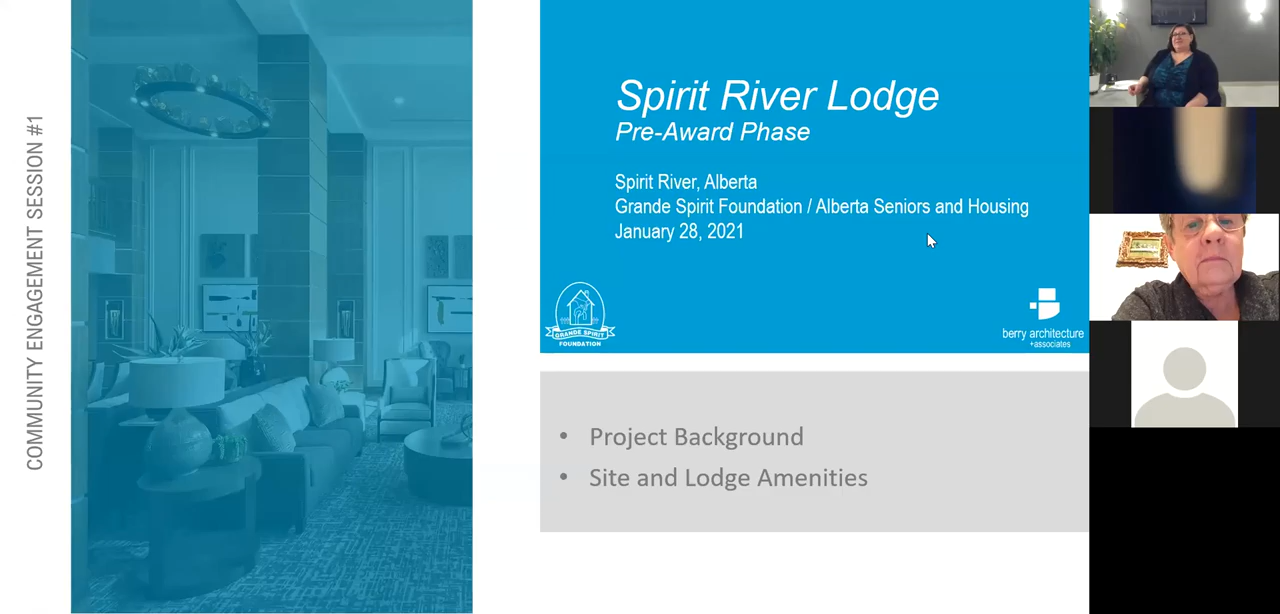 COMMUNITY ENGAGEMENT SESSION #1
Spirit River Lodge
Pre-Award Phase
Spirit River, Alberta
Grande Spirit Foundation / Alberta Seniors and Housing
January 28, 2021
GRANDE SPIRIT
FOUNDATION
berry architecture
+associates
• Project Background
• Site and Lodge Amenities